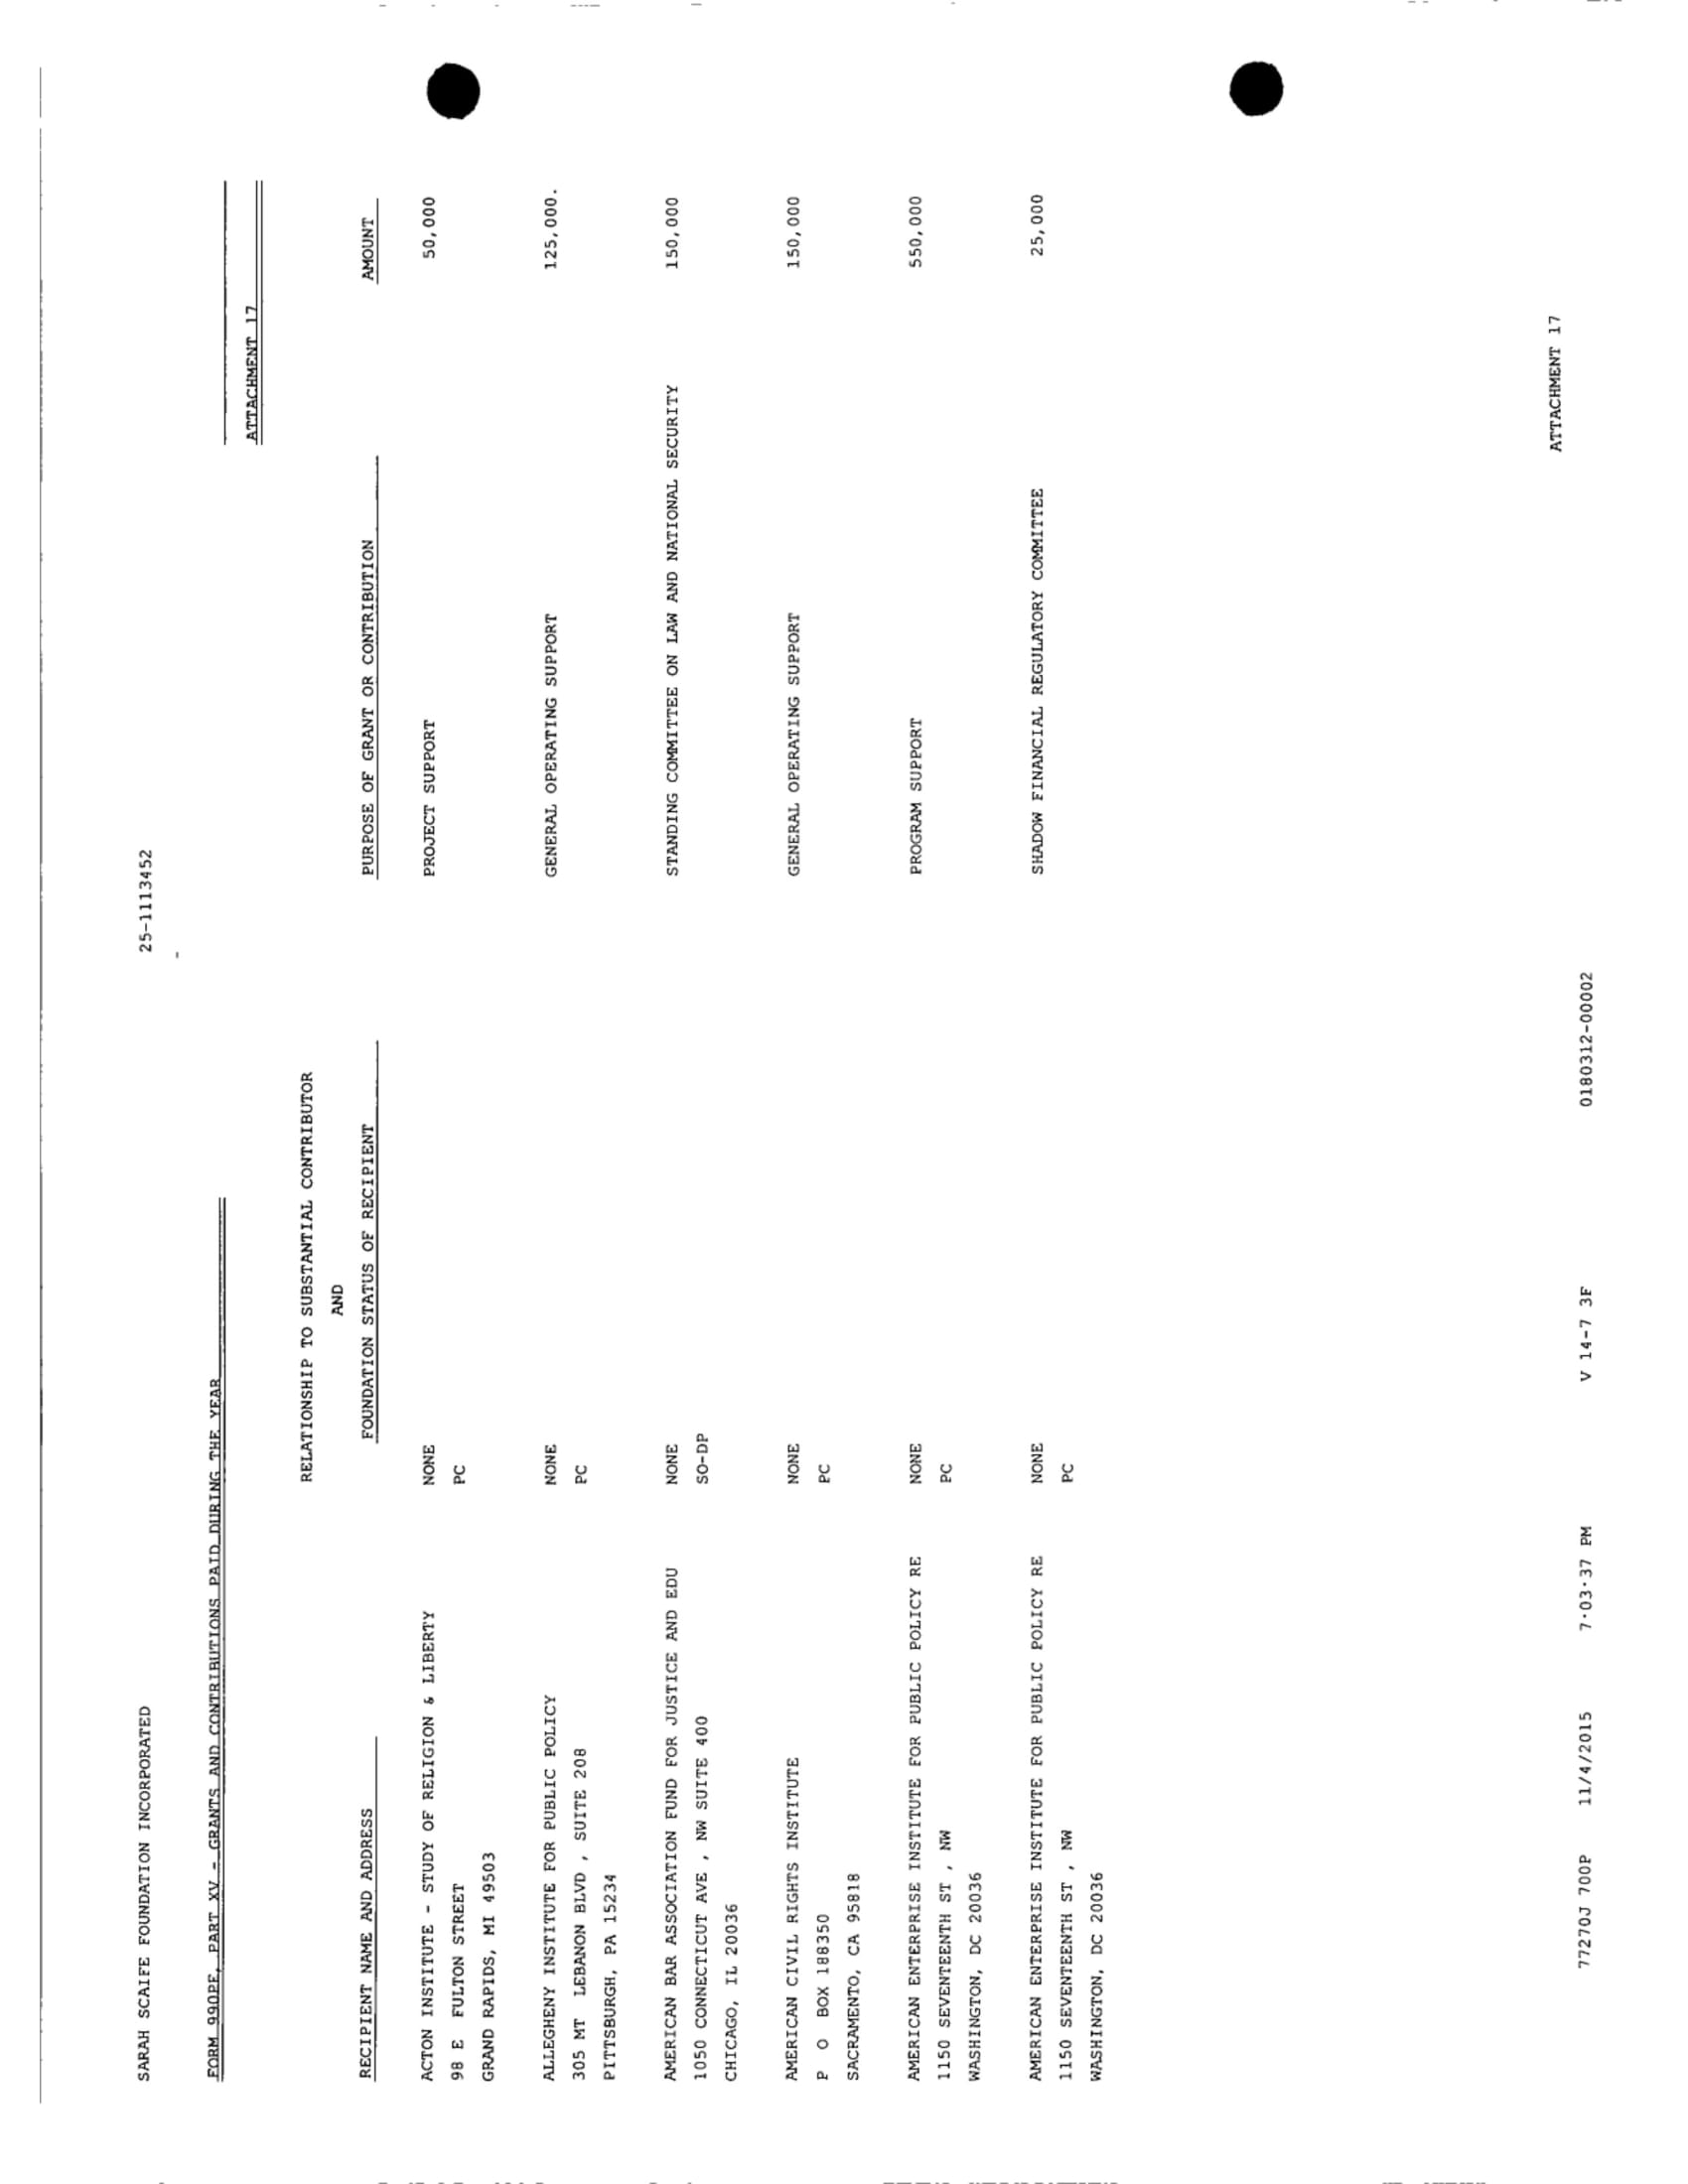 SARAH SCAIFE FOUNDATION INCORPORATED 25-1113452
FORM 990PF, PART XV - GRANTS AND CONTRIBUTIONS PAID DURING THE YEAR
ATTACHMENT 17
RELATIONSHIP TO SUBSTANTIAL CONTRIBUTOR
AND
RECIPIENT NAME AND ADDRESS FOUNDATION STATUS OF RECIPIENT PURPOSE OF GRANT OR CONTRIBUTION AMOUNT
ACTON INSTITUTE - STUDY OF RELIGION & LIBERTY NONE PROJECT SUPPORT 50,000
98 E FULTON STREET PC
GRAND RAPIDS, MI 49503
ALLEGHENY INSTITUTE FOR PUBLIC POLICY NONE GENERAL OPERATING SUPPORT 125,000.
305 MT LEBANON BLVD , SUITE 208 PC
PITTSBURGH, PA 15234
AMERICAN BAR ASSOCIATION FUND FOR JUSTICE AND EDU NONE STANDING COMMITTEE ON LAW AND NATIONAL SECURITY 150,000
1050 CONNECTICUT AVE , NW SUITE 400 SO-DP
CHICAGO, IL 20036
AMERICAN CIVIL RIGHTS INSTITUTE NONE GENERAL OPERATING SUPPORT 150,000
P O BOX 188350 PC
SACRAMENTO, CA 95818
AMERICAN ENTERPRISE INSTITUTE FOR PUBLIC POLICY RE NONE PROGRAM SUPPORT 550,000
1150 SEVENTEENTH ST , NW PC
WASHINGTON, DC 20036
AMERICAN ENTERPRISE INSTITUTE FOR PUBLIC POLICY RE NONE SHADOW FINANCIAL REGULATORY COMMITTEE 25,000
1150 SEVENTEENTH ST , NW PC
WASHINGTON, DC 20036
ATTACHMENT 17
77270J 700P 11/4/2015 7·03·37 PM V 14-7 3F 0180312-00002